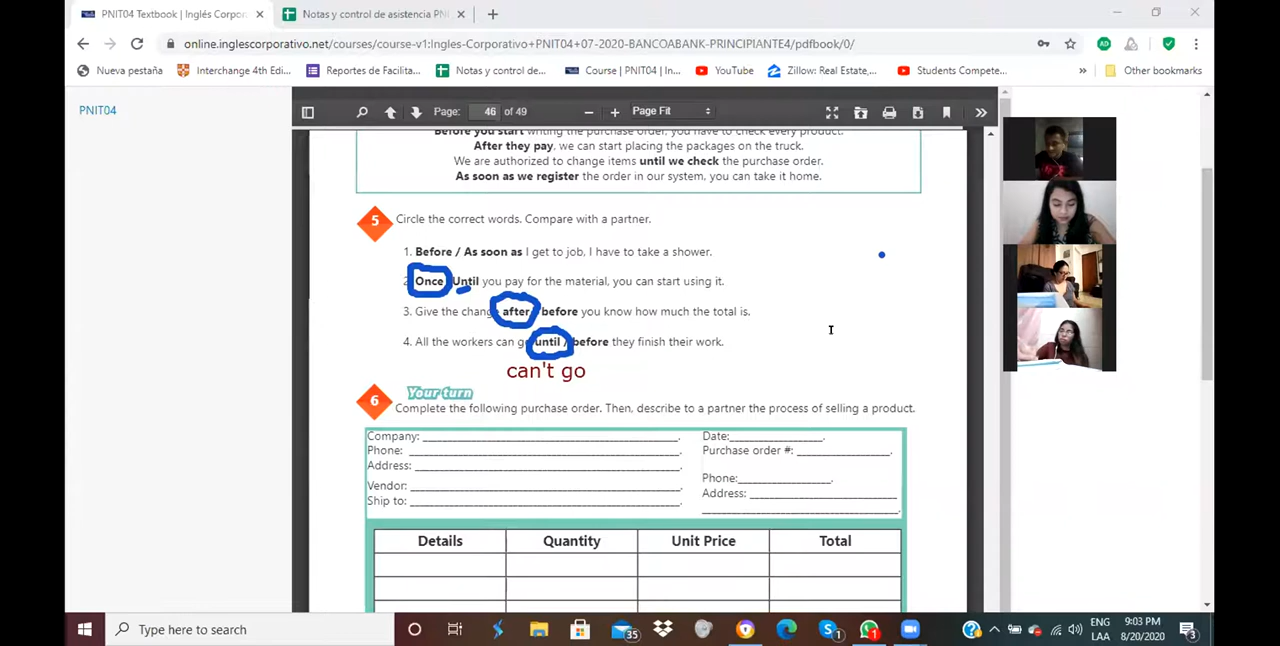 PNIT04 Textbook | Inglés Corporat
Notas y control de asistencia PNI
online.inglescorporativo.net/courses/course-v1:Ingles-Corporativo+PNIT04+07-2020-BANCOABANK-PRINCIPIANTE4/pdfbook/0/
Nueva pestaña
Interchange 4th Edi...
Reportes de Facilita...
Notas y control de...
Course | PNIT04 | In...
YouTube
Zillow: Real Estate,...
Students Compete...
Other bookmarks
PNIT04
Page: 46 of 49
Page Fit
Before you start writing the purchase order, you have to check every product.
After they pay, we can start placing the packages on the truck.
We are authorized to change items until we check the purchase order.
As soon as we register the order in our system, you can take it home.
5 Circle the correct words. Compare with a partner.
1. Before / As soon as I get to job, I have to take a shower.
2. Once Until you pay for the material, you can start using it.
3. Give the change after / before you know how much the total is.
4. All the workers can go until / before they finish their work.
can't go
Your turn
6 Complete the following purchase order. Then, describe to a partner the process of selling a product.
Company: Date:
Phone: Purchase order #:
Address:
Phone:
Vendor: Address:
Ship to:
Details Quantity Unit Price Total
Type here to search
35
1
1
ENG
LAA
9:03 PM
8/20/2020
3